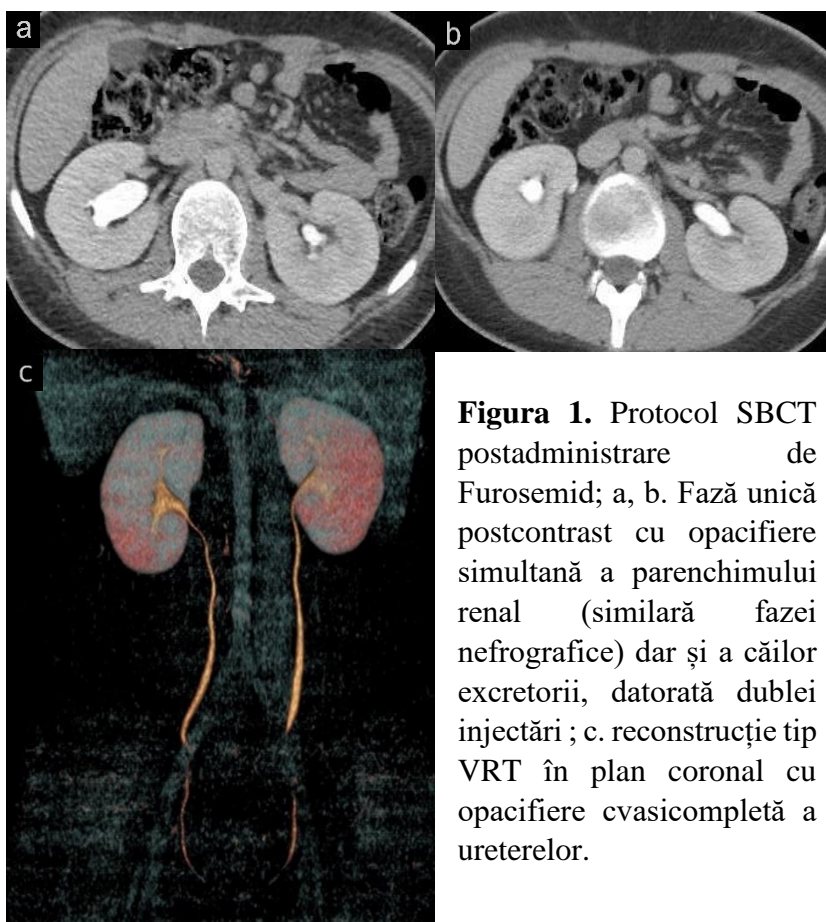 a
b
c
Figura 1. Protocol SBCT
postadministrare de
Furosemid; a, b. Fază unică
postcontrast cu opacifiere
simultană a parenchimului
renal (similară fazei
nefrografice) dar și a căilor
excretorii, datorată dublei
injectări ; c. reconstrucție tip
VRT în plan coronal cu
opacifiere cvasicompletă a
ureterelor.